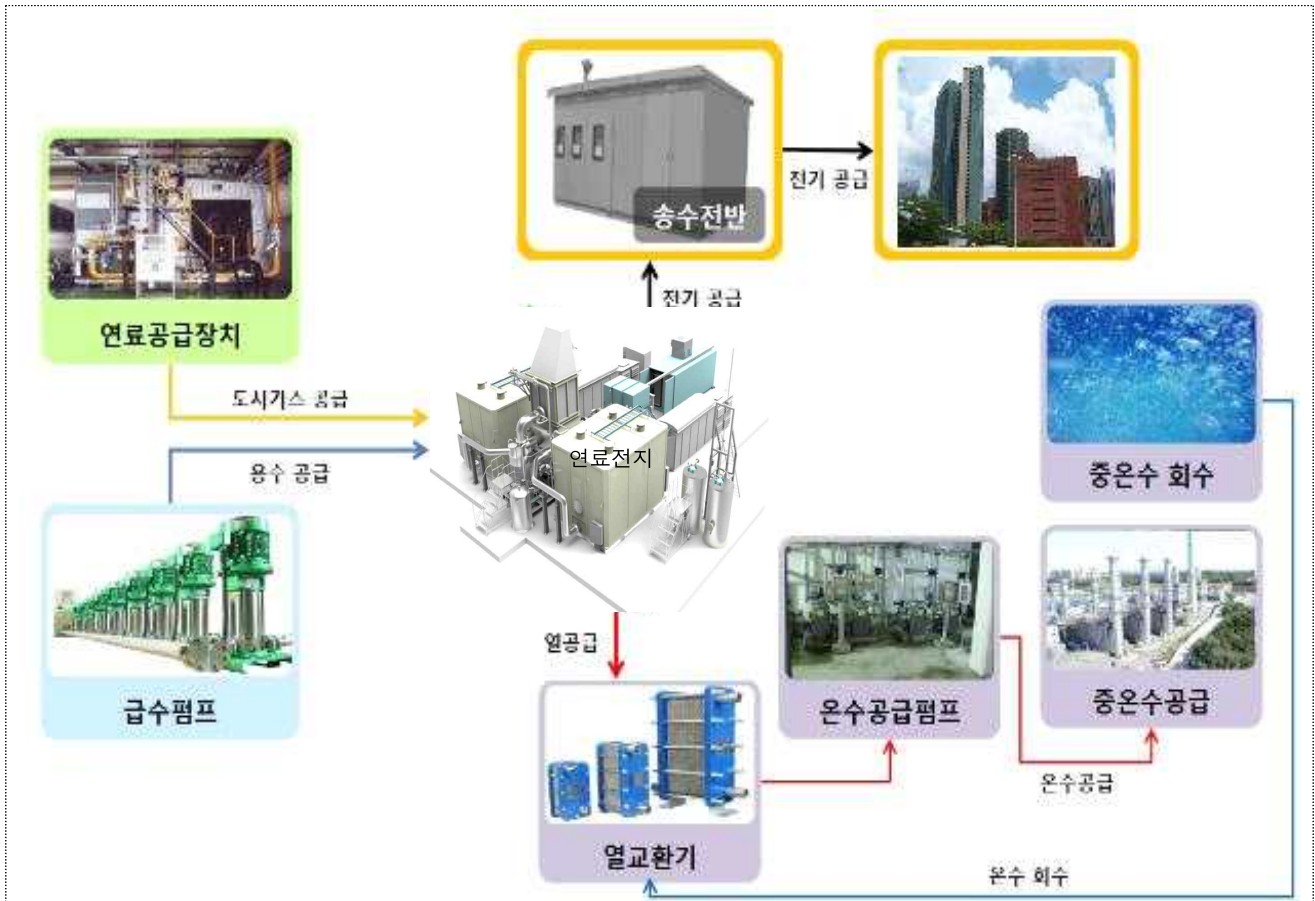 송수전반
전기 공급
전기 공급
연료공급장치
도시가스 공급
연료전지
용수 공급
중온수 회수
급수펌프
열공급
온수공급펌프
중온수공급
온수공급
열교환기
온수 회수